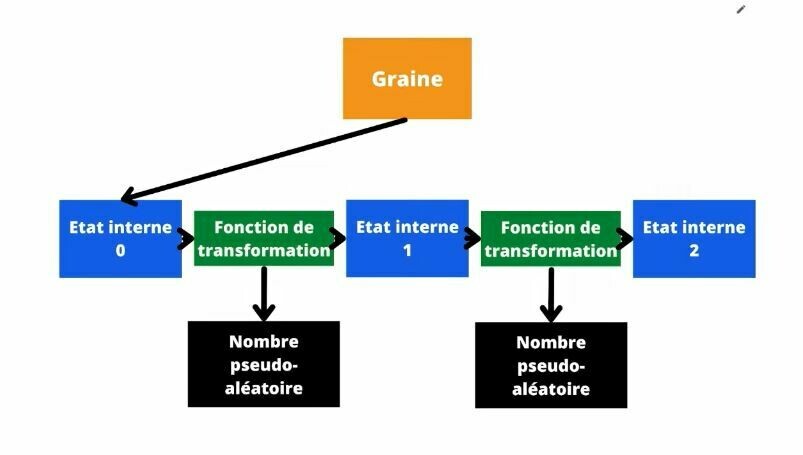 Graine
Etat interne
0
Fonction de
transformation
Etat interne
1
Fonction de
transformation
Etat interne
2
Nombre
pseudo-
aléatoire
Nombre
pseudo-
aléatoire